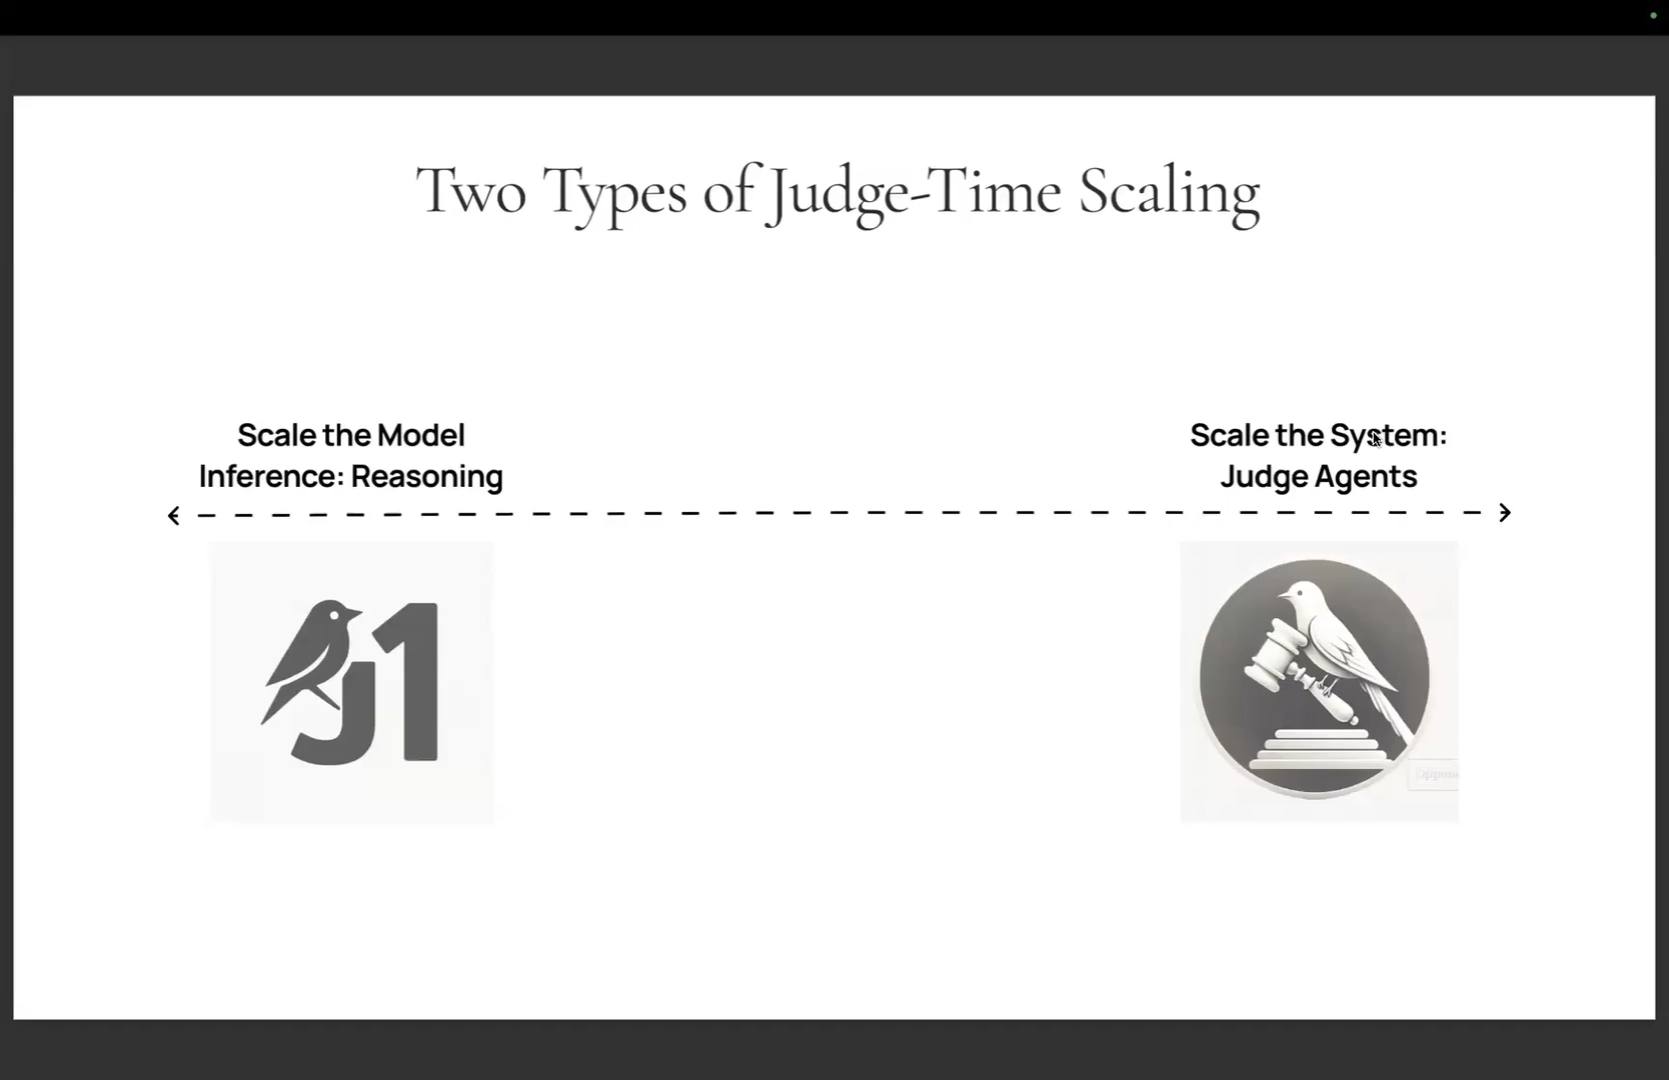 Two Types of Judge-Time Scaling
Scale the Model
Inference: Reasoning
Scale the System:
Judge Agents
J1